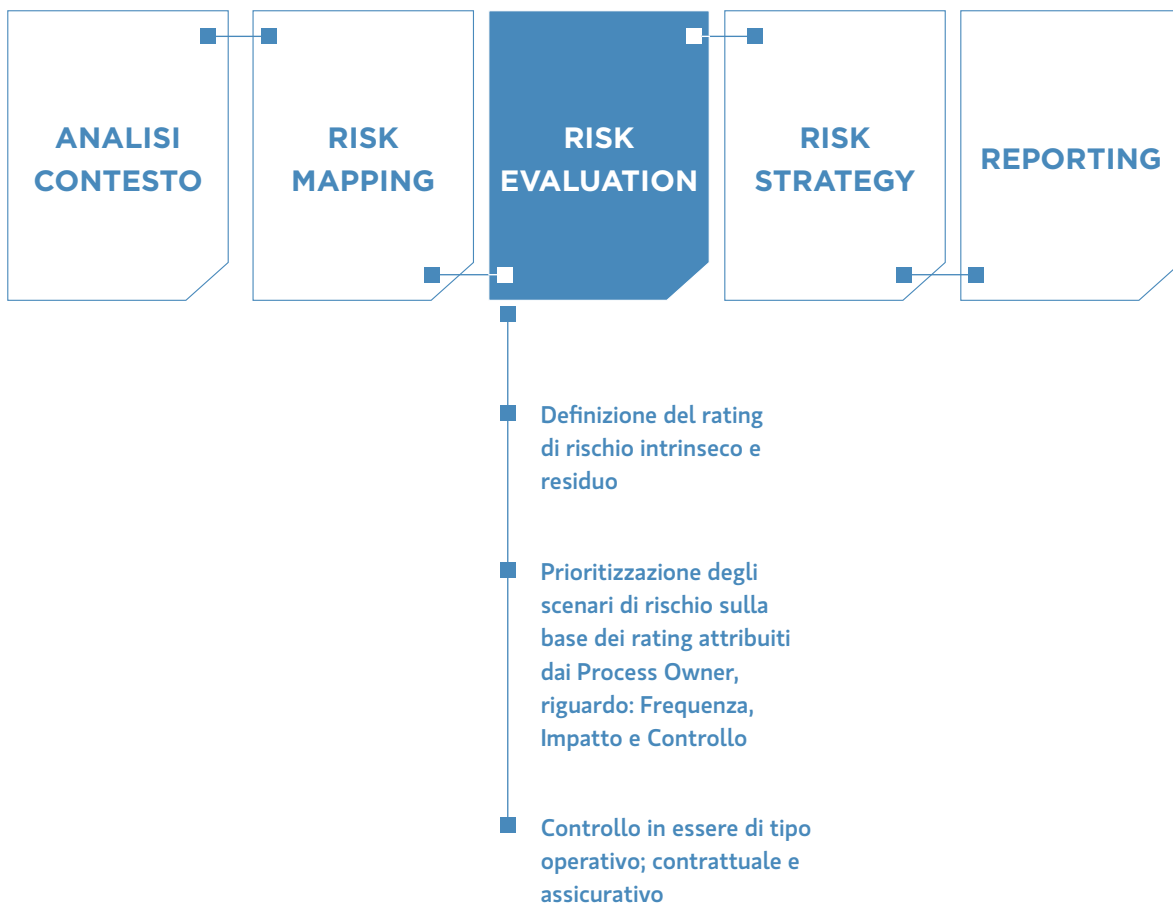 ANALISI
CONTESTO
RISK
MAPPING
RISK
EVALUATION
RISK
STRATEGY
REPORTING
Definizione del rating
di rischio intrinseco e
residuo
Prioritizzazione degli
scenari di rischio sulla
base dei rating attribuiti
dai Process Owner,
riguardo: Frequenza,
Impatto e Controllo
Controllo in essere di tipo
operativo; contrattuale e
assicurativo